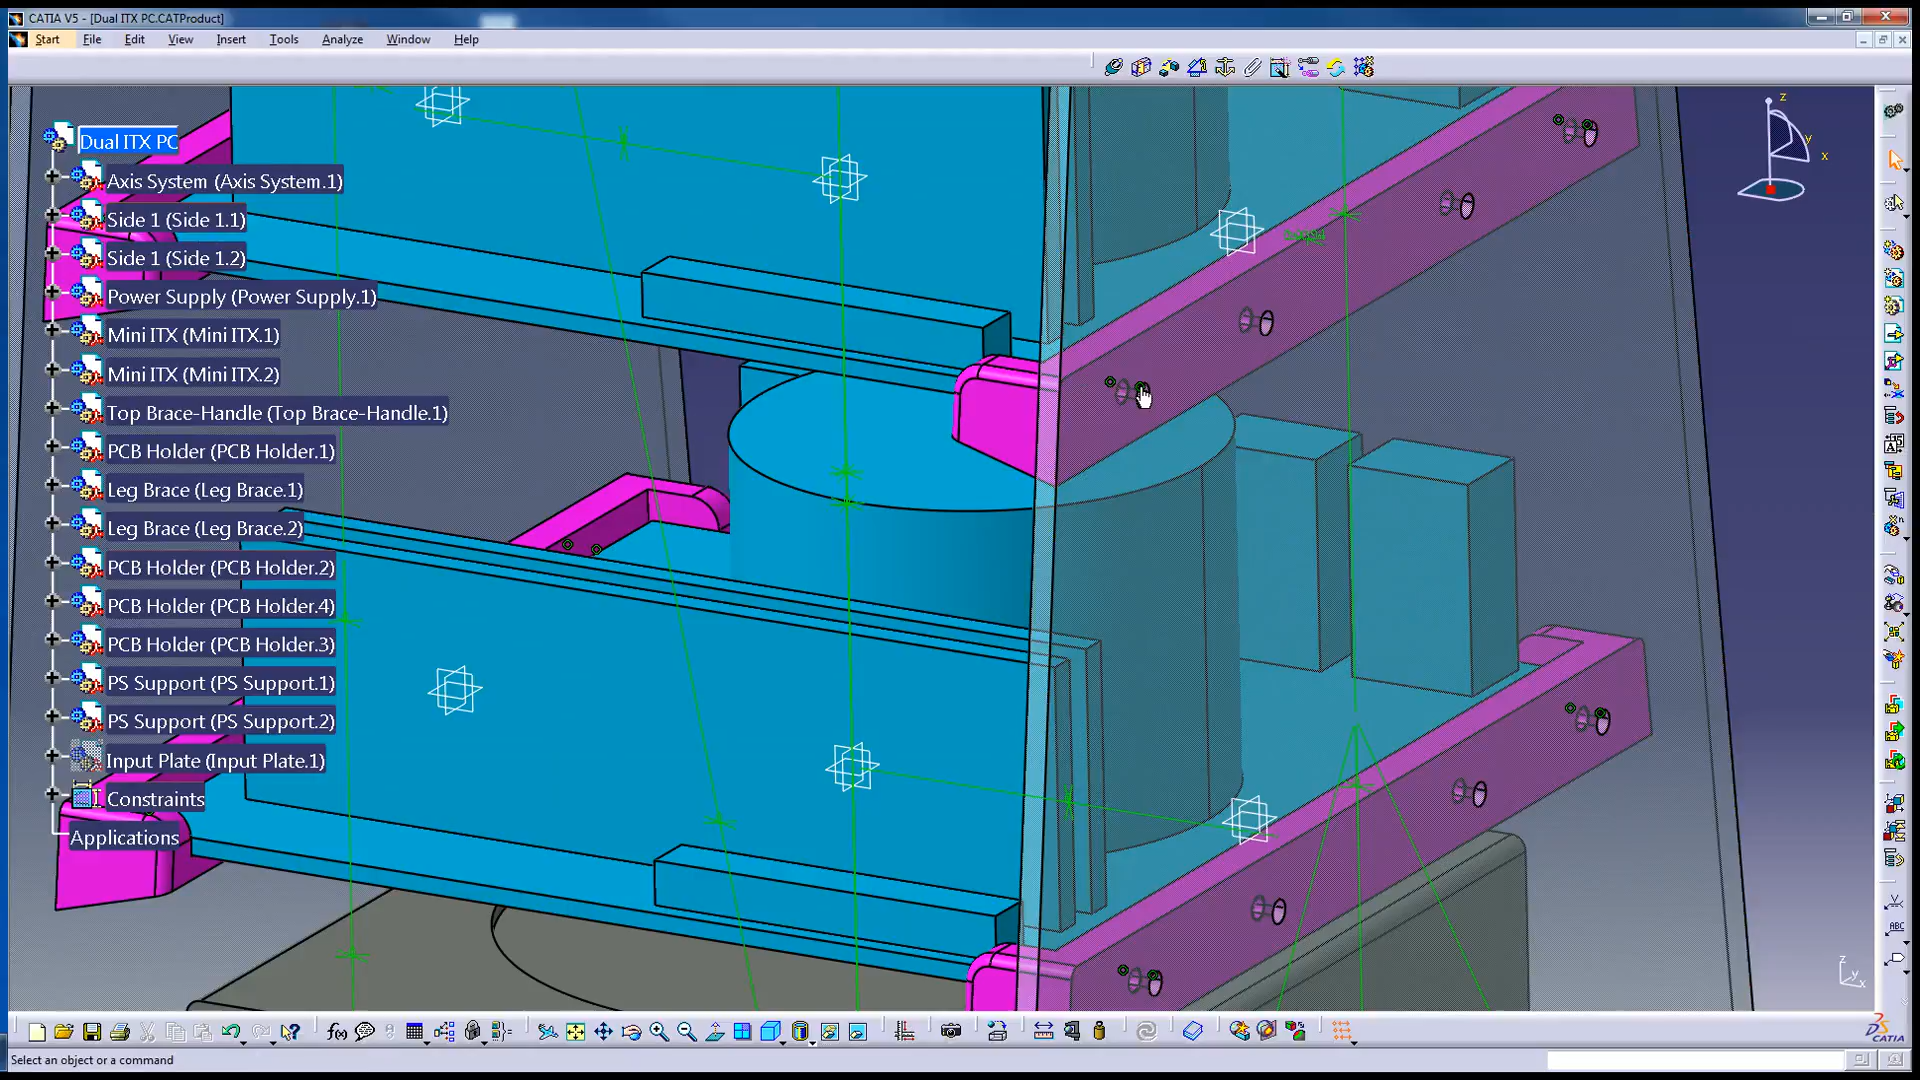 CATIA V5 - [Dual ITX PC.CATProduct]
Start File Edit View Insert Tools Analyze Window Help
Dual ITX PC
Axis System (Axis System.1)
Side 1 (Side 1.1)
Side 1 (Side 1.2)
Power Supply (Power Supply.1)
Mini ITX (Mini ITX.1)
Mini ITX (Mini ITX.2)
Top Brace-Handle (Top Brace-Handle.1)
PCB Holder (PCB Holder.1)
Leg Brace (Leg Brace.1)
Leg Brace (Leg Brace.2)
PCB Holder (PCB Holder.2)
PCB Holder (PCB Holder.4)
PCB Holder (PCB Holder.3)
PS Support (PS Support.1)
PS Support (PS Support.2)
Input Plate (Input Plate.1)
Constraints
Applications
z
y
x
z
y
x
f(x)
CATIA
Select an object or a command